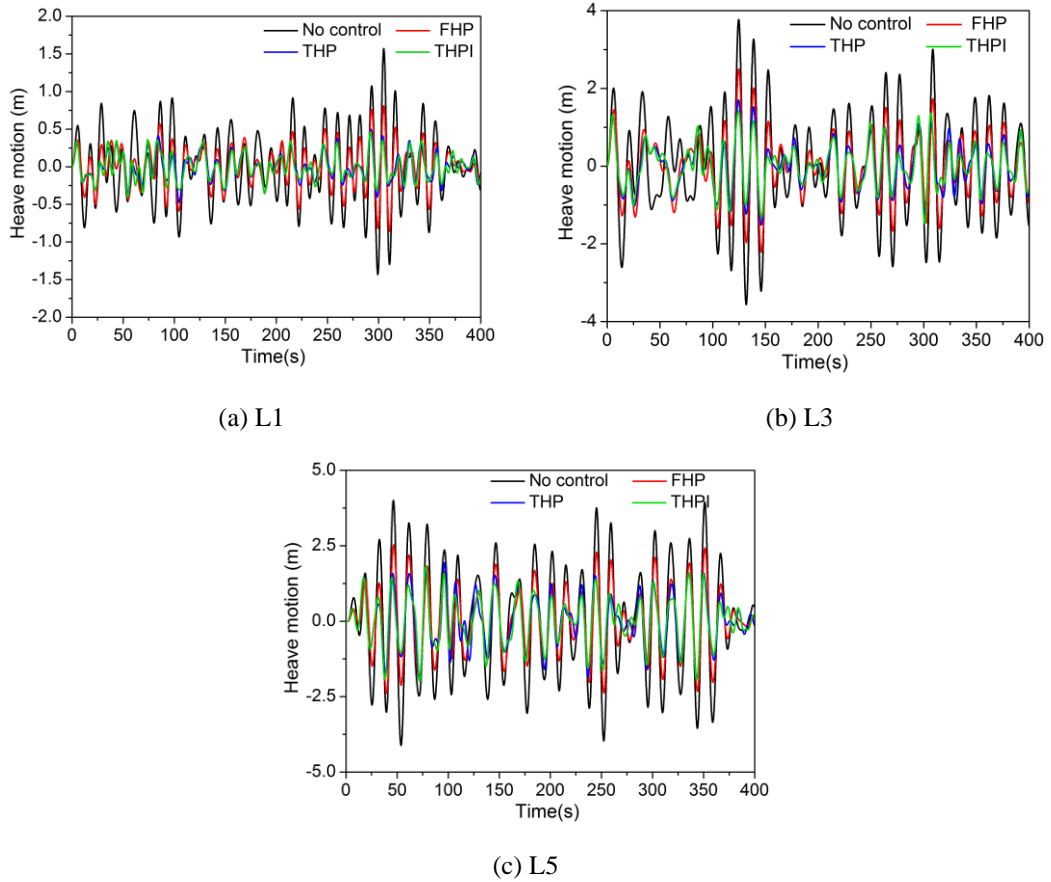 2.0
No control FHP
THP THPI
1.5
1.0
0.5
0.0
-0.5
-1.0
-1.5
-2.0
Heave motion (m)
0 50 100 150 200 250 300 350 400
Time(s)
(a) L1
4
No control FHP
THP THPI
2
0
-2
-4
Heave motion (m)
0 50 100 150 200 250 300 350 400
Time(s)
(b) L3
5.0
No control FHP
THP THPI
2.5
0.0
-2.5
-5.0
Heave motion (m)
0 50 100 150 200 250 300 350 400
Time(s)
(c) L5